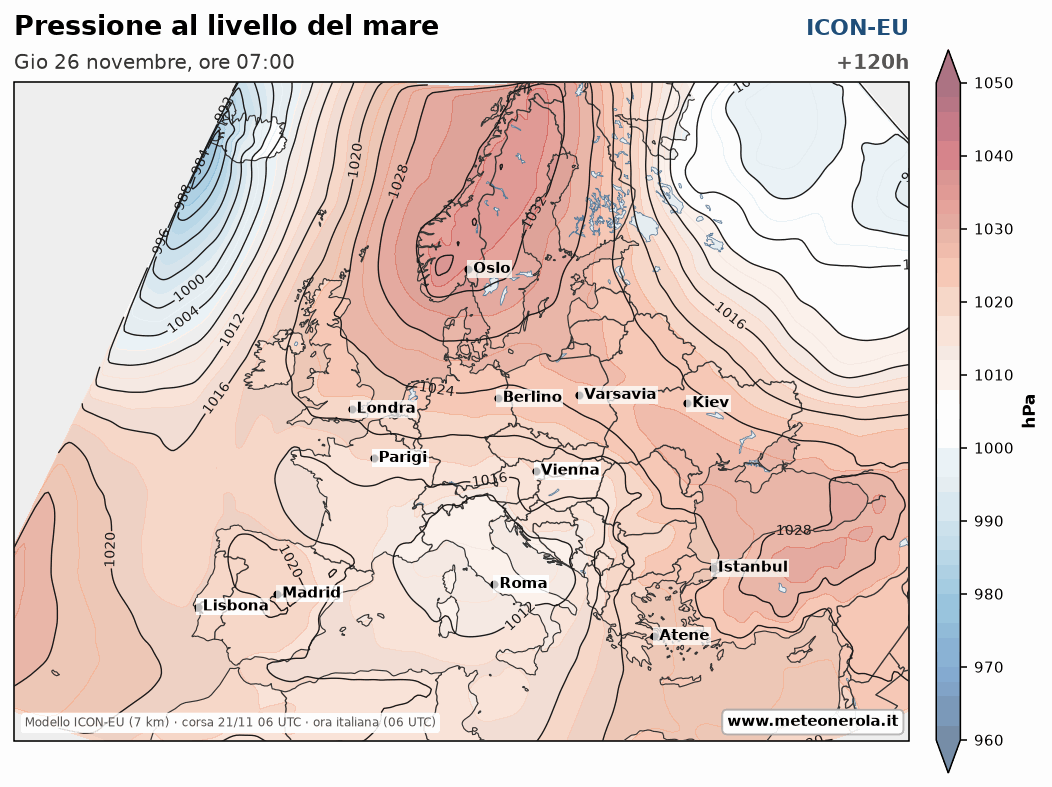 Pressione al livello del mare
ICON-EU
Gio 26 novembre, ore 07:00
+120h
992
984
988
996
1000
1004
1012
1016
1020
1028
1032
1016
1024
1016
1020
1020
1012
1028
Oslo
Londra
Berlino
Varsavia
Kiev
Parigi
Vienna
Istanbul
Madrid
Roma
Lisbona
Atene
Modello ICON-EU (7 km) · corsa 21/11 06 UTC · ora italiana (06 UTC)
www.meteonerola.it
1050
1040
1030
1020
1010
1000
990
980
970
960
hPa